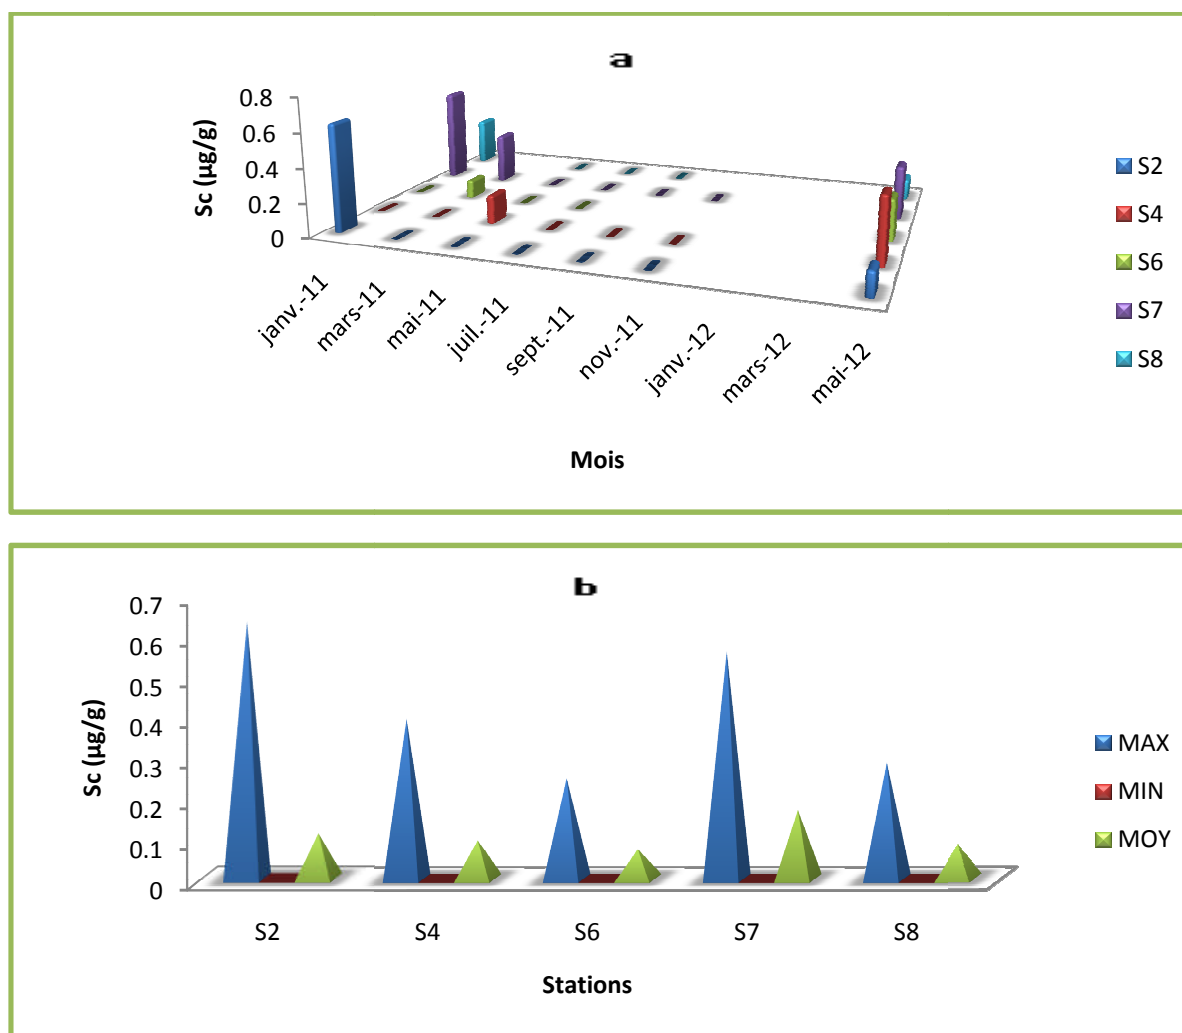 a
0.8
0.6
0.4
0.2
0
Sc (µg/g)
janv.-11
mars-11
mai-11
juil.-11
sept.-11
nov.-11
janv.-12
mars-12
mai-12
Mois
S2
S4
S6
S7
S8
b
0.7
0.6
0.5
0.4
0.3
0.2
0.1
0
Sc (µg/g)
S2
S4
S6
S7
S8
Stations
MAX
MIN
MOY